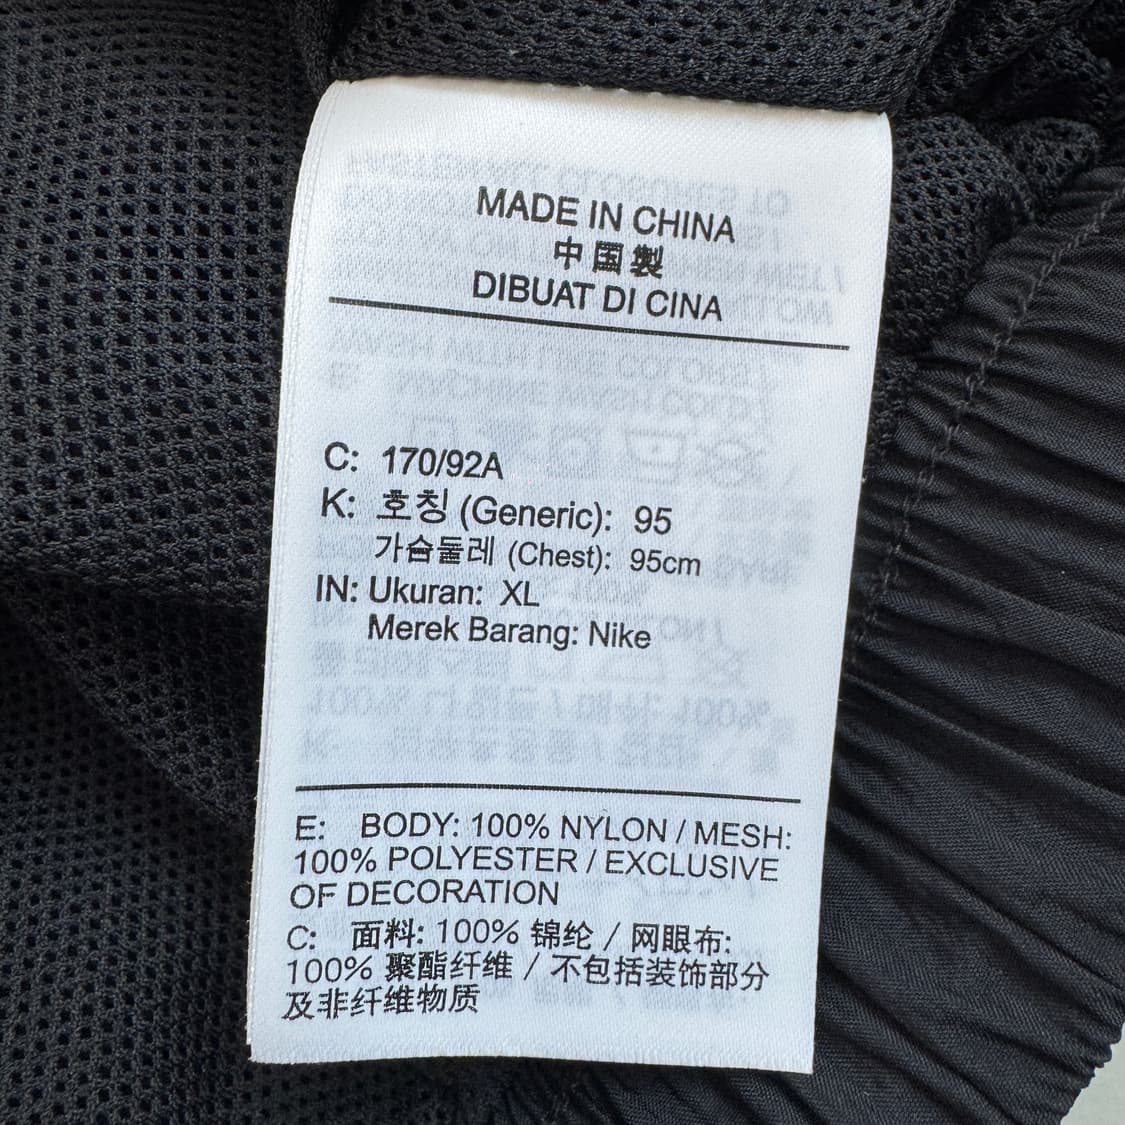 MADE IN CHINA
中国製
DIBUAT DI CINA
C: 170/92A
K: 호칭 (Generic): 95
가슴둘레 (Chest): 95cm
IN: Ukuran: XL
Merek Barang: Nike
E: BODY: 100% NYLON / MESH:
100% POLYESTER / EXCLUSIVE
OF DECORATION
C: 面料: 100% 锦纶 / 网眼布:
100% 聚酯纤维 / 不包括装饰部分
及非纤维物质